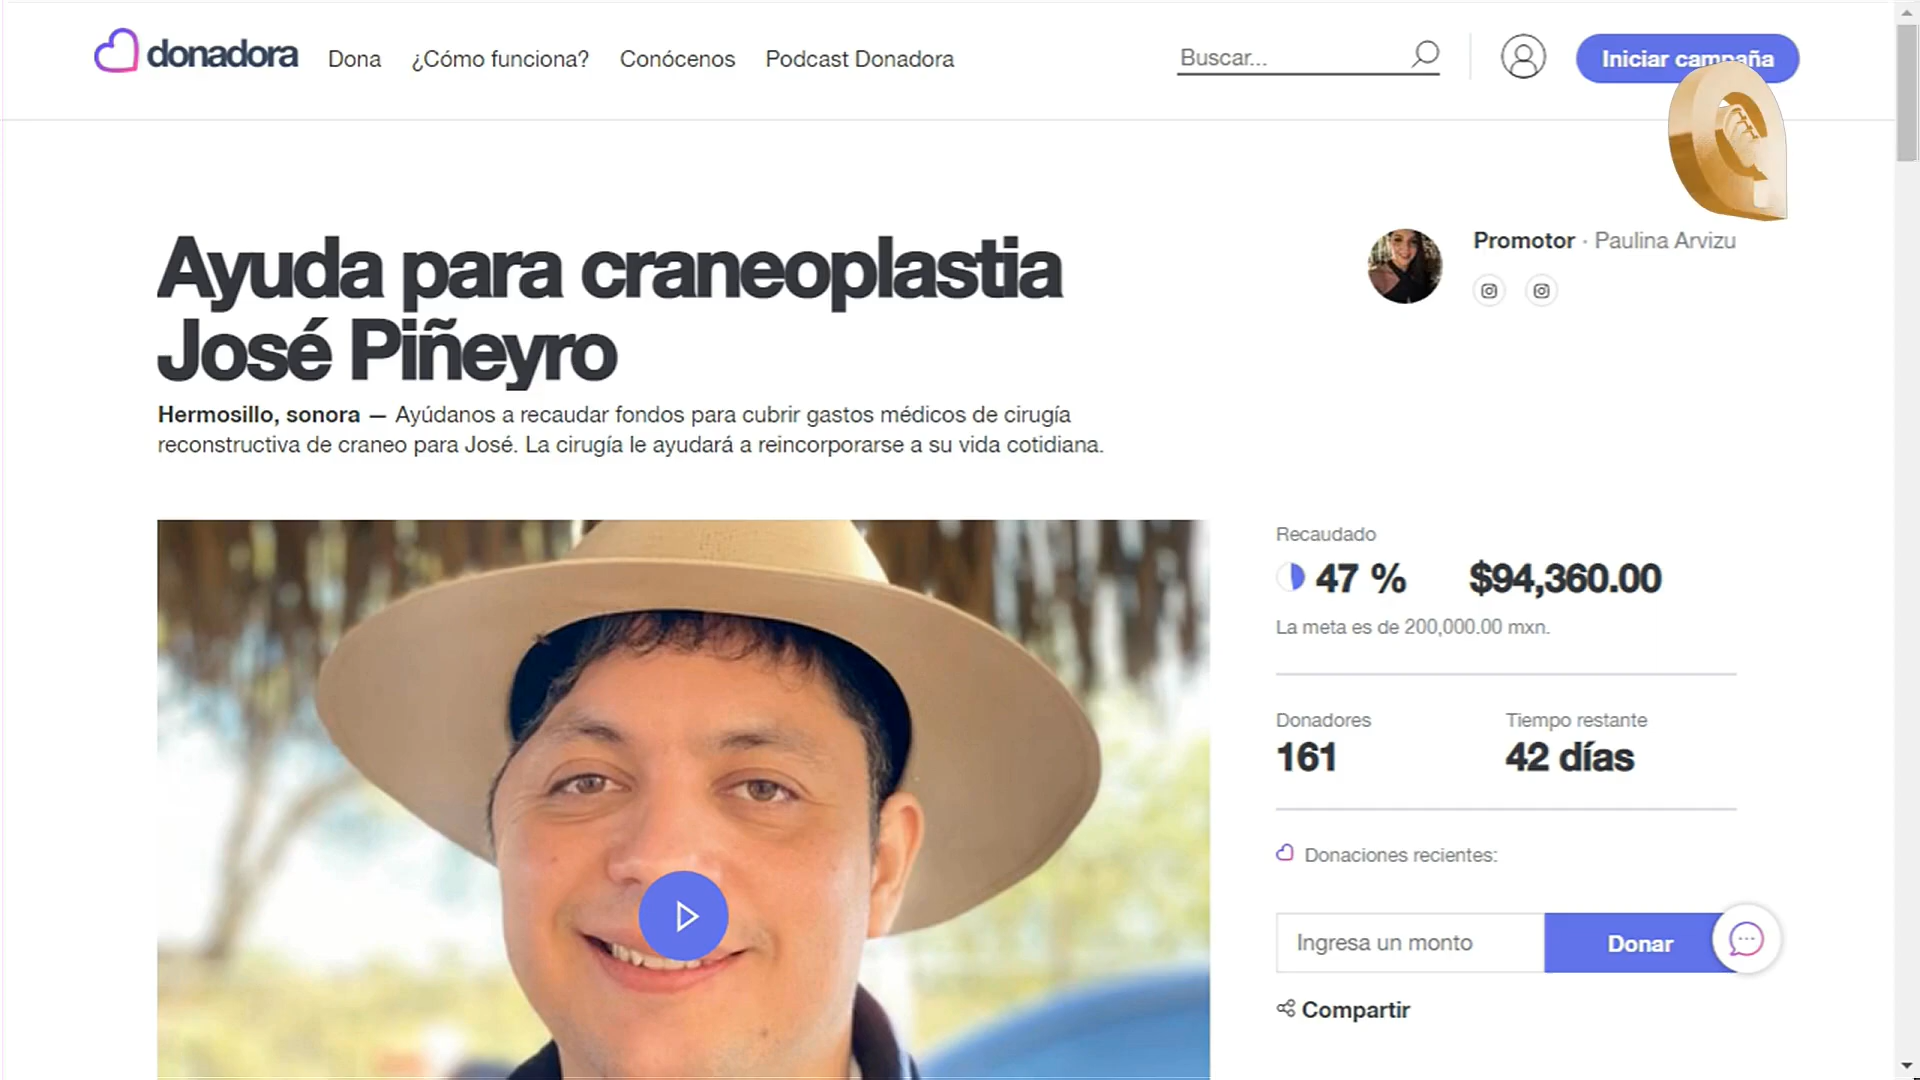 donadora
Dona
¿Cómo funciona?
Conócenos
Podcast Donadora
Buscar...
Iniciar campaña
Ayuda para craneoplastia
José Piñeyro
Hermosillo, sonora — Ayúdanos a recaudar fondos para cubrir gastos médicos de cirugía
reconstructiva de craneo para José. La cirugía le ayudará a reincorporarse a su vida cotidiana.
Promotor · Paulina Arvizu
Recaudado
47 % $94,360.00
La meta es de 200,000.00 mxn.
Donadores Tiempo restante
161 42 días
Donaciones recientes:
Ingresa un monto
Donar
Compartir